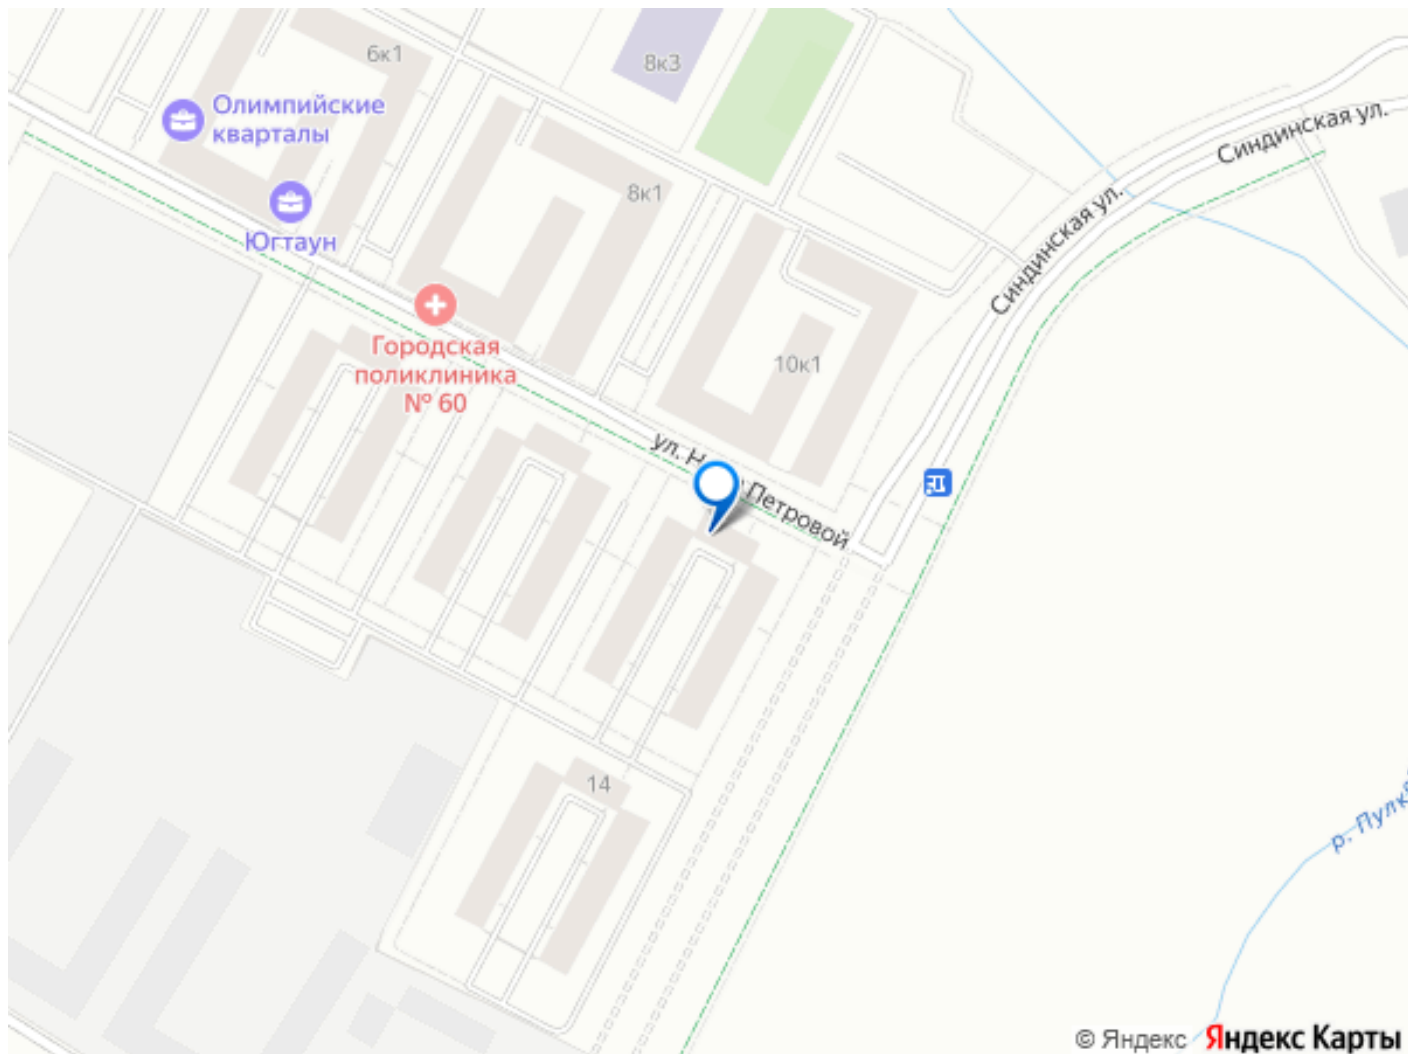 6к1
8к3
Олимпийские
кварталы
Синдинская ул.
8к1
Синдинская ул.
Югтаун
Городская
поликлиника
№ 60
10к1
ул.
Петровой
14
р.
© Яндекс Яндекс Карты